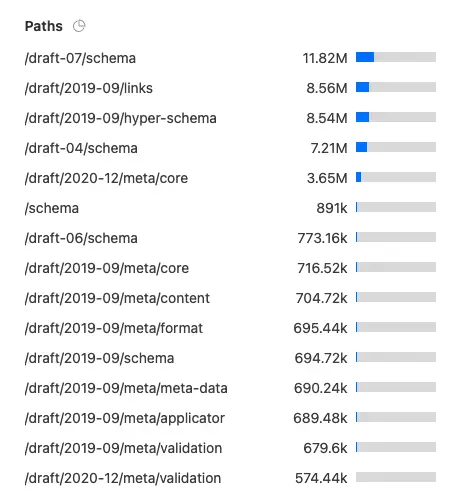 Paths
/draft-07/schema 11.82M
/draft/2019-09/links 8.56M
/draft/2019-09/hyper-schema 8.54M
/draft-04/schema 7.21M
/draft/2020-12/meta/core 3.65M
/schema 891k
/draft-06/schema 773.16k
/draft/2019-09/meta/core 716.52k
/draft/2019-09/meta/content 704.72k
/draft/2019-09/meta/format 695.44k
/draft/2019-09/schema 694.72k
/draft/2019-09/meta/meta-data 690.24k
/draft/2019-09/meta/applicator 689.48k
/draft/2019-09/meta/validation 679.6k
/draft/2020-12/meta/validation 574.44k